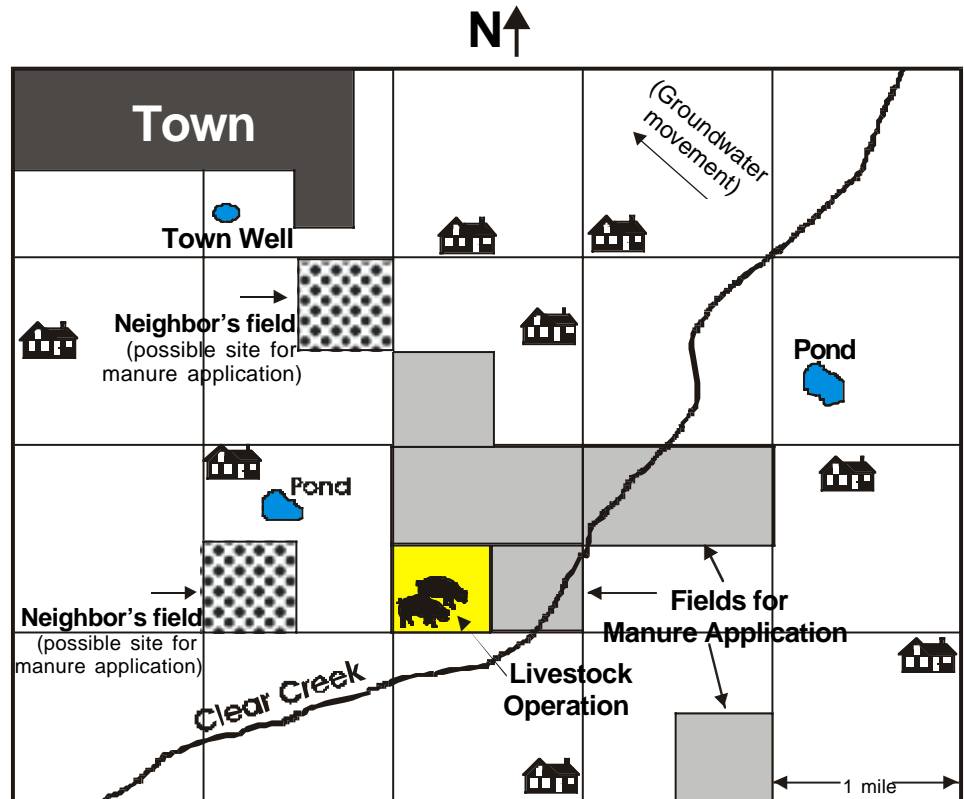 N
Town
(Groundwater
movement)
Town Well
Neighbor's field
(possible site for
manure application)
Pond
Pond
Neighbor's field
(possible site for
manure application)
Fields for
Manure Application
Livestock
Operation
Clear Creek
1 mile